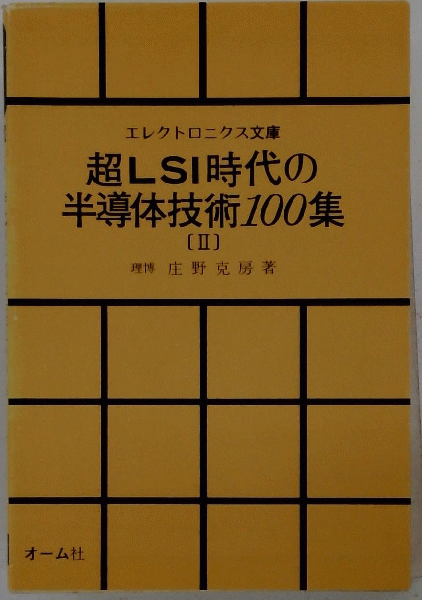 エレクトロニクス文庫
超LSI時代の
半導体技術100集
〔Ⅱ〕
理博 庄野克房著
オーム社